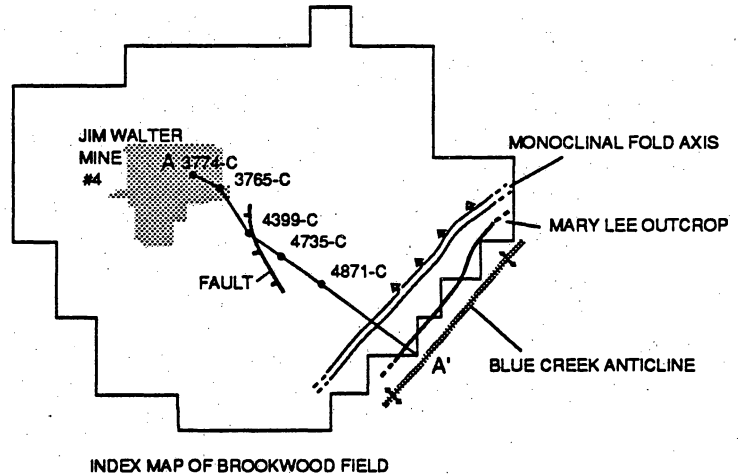 JIM WALTER
MINE
#4
A 3774-C
3765-C
4399-C
4735-C
4871-C
FAULT
MONOCLINAL FOLD AXIS
MARY LEE OUTCROP
BLUE CREEK ANTICLINE
A'
INDEX MAP OF BROOKWOOD FIELD